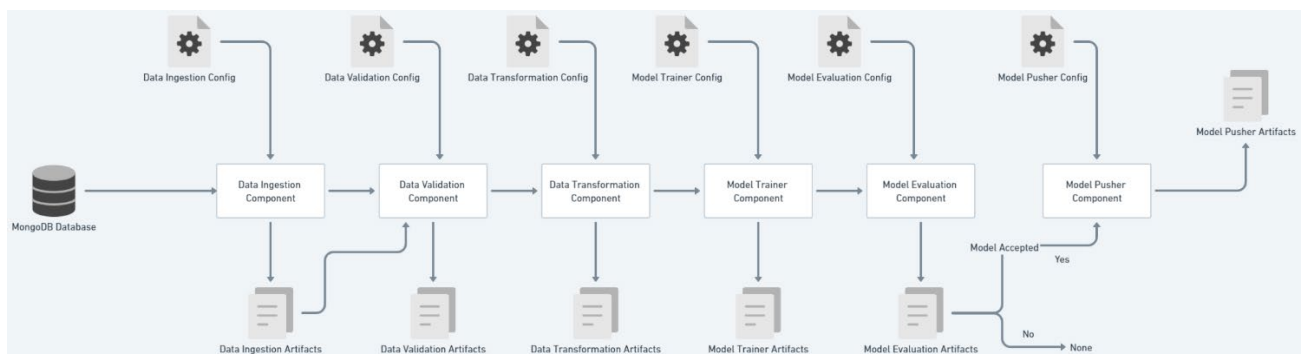 Data Ingestion Config
Data Validation Config
Data Transformation Config
Model Trainer Config
Model Evaluation Config
Model Pusher Config
Model Pusher Artifacts
MongoDB Database
Data Ingestion
Component
Data Validation
Component
Data Transformation
Component
Model Trainer
Component
Model Evaluation
Component
Model Pusher
Component
Model Accepted
Yes
No
None
Data Ingestion Artifacts
Data Validation Artifacts
Data Transformation Artifacts
Model Trainer Artifacts
Model Evaluation Artifacts